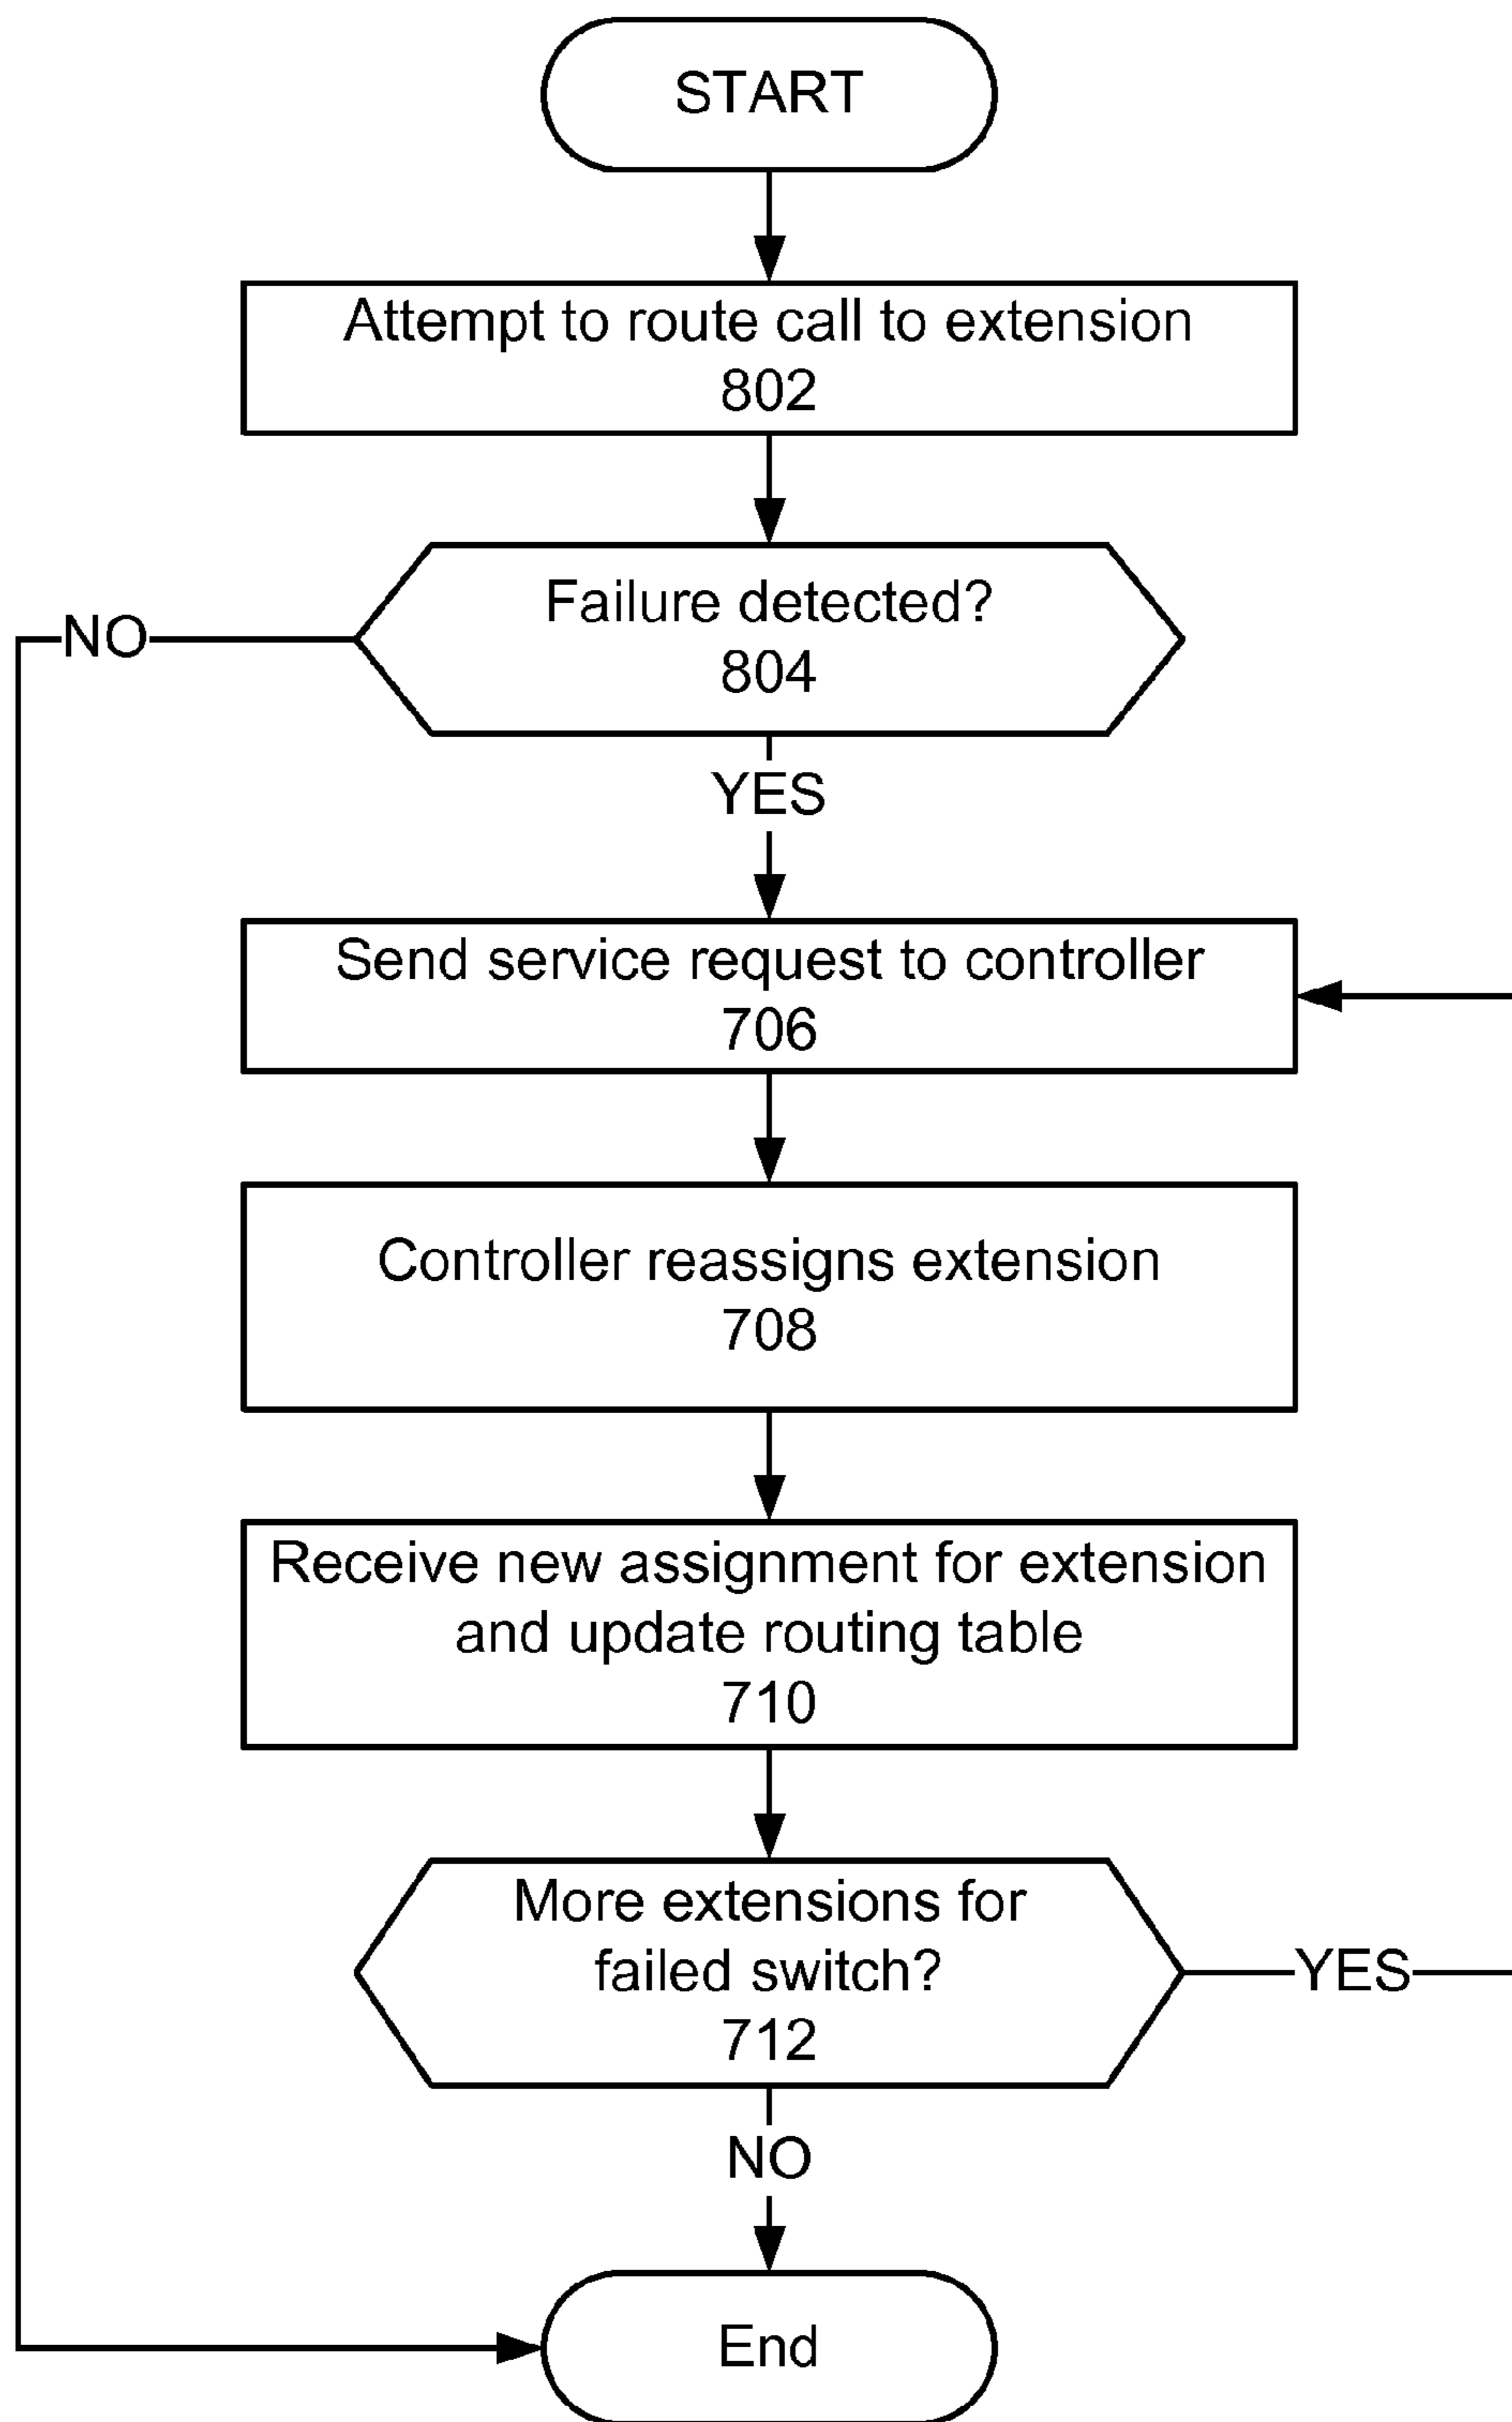 START
Attempt to route call to extension
802
Failure detected?
804
NO
YES
Send service request to controller
706
Controller reassigns extension
708
Receive new assignment for extension
and update routing table
710
More extensions for
failed switch?
712
YES
NO
End